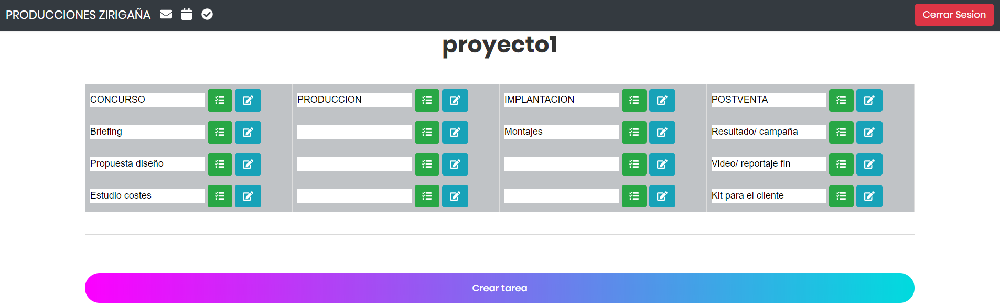 PRODUCCIONES ZIRIGAÑA
Cerrar Sesion
proyecto1
CONCURSO PRODUCCION IMPLANTACION POSTVENTA
Briefing Montajes Resultado/ campaña
Propuesta diseño Video/ reportaje fin
Estudio costes Kit para el cliente
Crear tarea